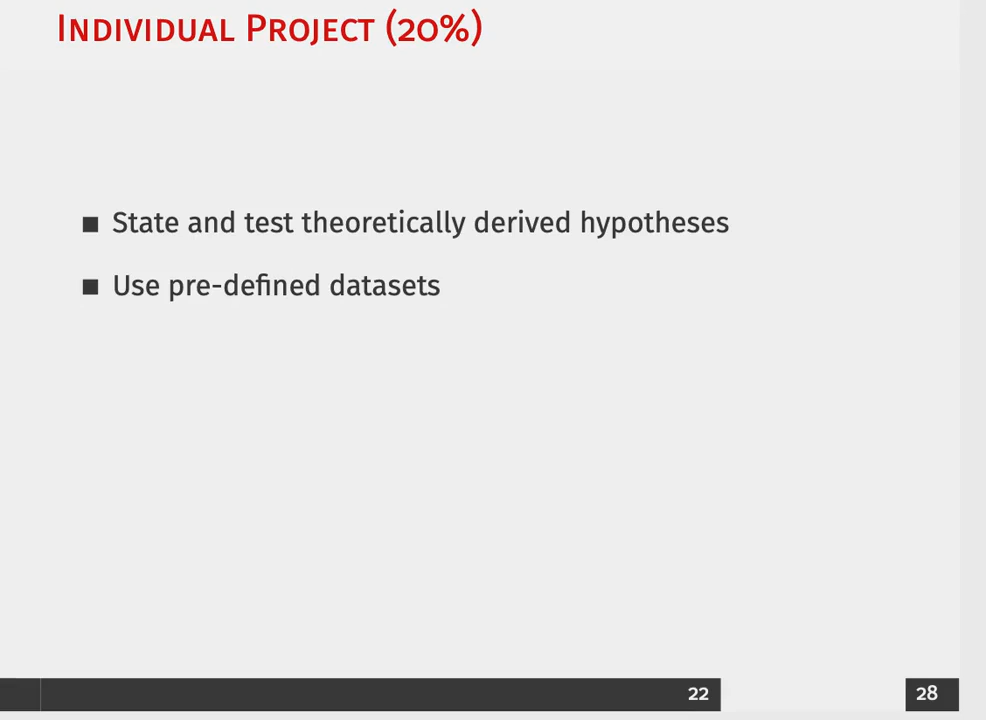 Individual Project (20%)
■ State and test theoretically derived hypotheses
■ Use pre-defined datasets
22 28